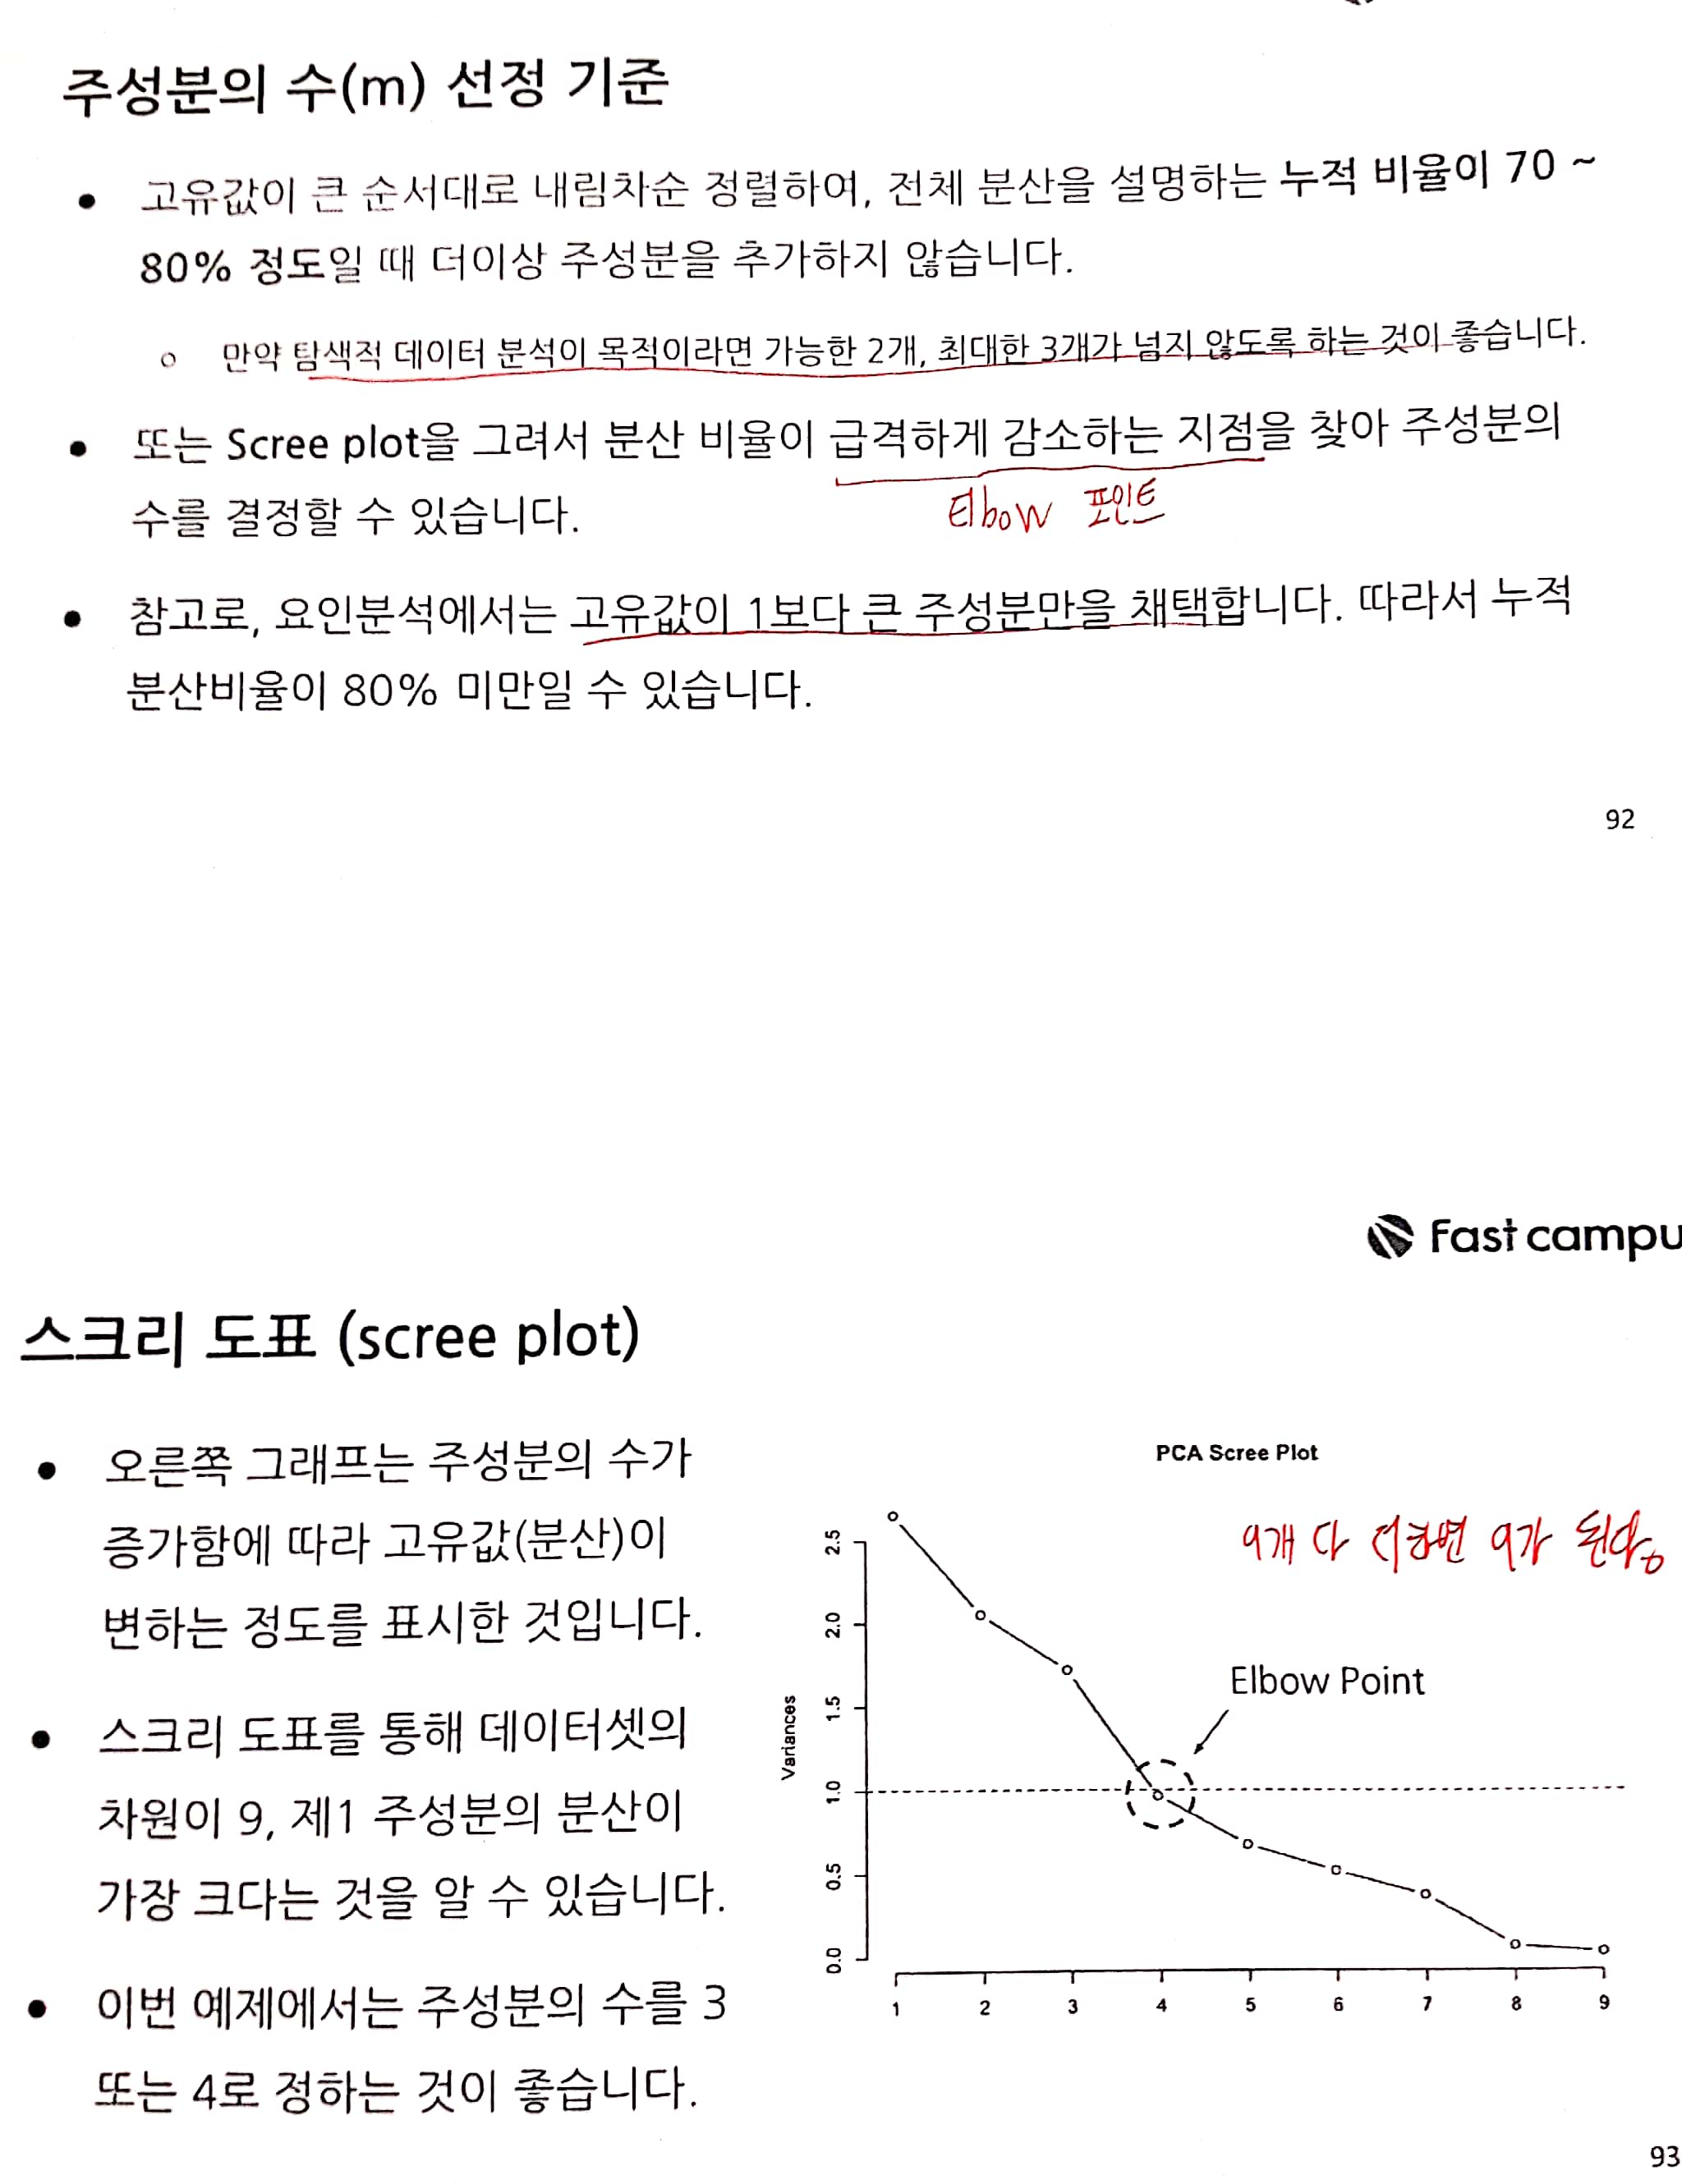 주성분의 수(m) 선정 기준
• 고유값이 큰 순서대로 내림차순 정렬하여, 전체 분산을 설명하는 누적 비율이 70 ~
80% 정도일 때 더이상 주성분을 추가하지 않습니다.
o 만약 탐색적 데이터 분석이 목적이라면 가능한 2개, 최대한 3개가 넘지 않도록 하는 것이 좋습니다.
• 또는 Scree plot을 그려서 분산 비율이 급격하게 감소하는 지점을 찾아 주성분의
수를 결정할 수 있습니다.
Elbow 포인트
• 참고로, 요인분석에서는 고유값이 1보다 큰 주성분만을 채택합니다. 따라서 누적
분산비율이 80% 미만일 수 있습니다.
92
Fast campu
스크리 도표 (scree plot)
• 오른쪽 그래프는 주성분의 수가
증가함에 따라 고유값(분산)이
변하는 정도를 표시한 것입니다.
• 스크리 도표를 통해 데이터셋의
차원이 9, 제1 주성분의 분산이
가장 크다는 것을 알 수 있습니다.
• 이번 예제에서는 주성분의 수를 3
또는 4로 정하는 것이 좋습니다.
PCA Scree Plot
9개 다 더하면 9가 된당
Elbow Point
Variances
2.5
2.0
1.5
1.0
0.5
0.0
1 2 3 4 5 6 7 8 9
93